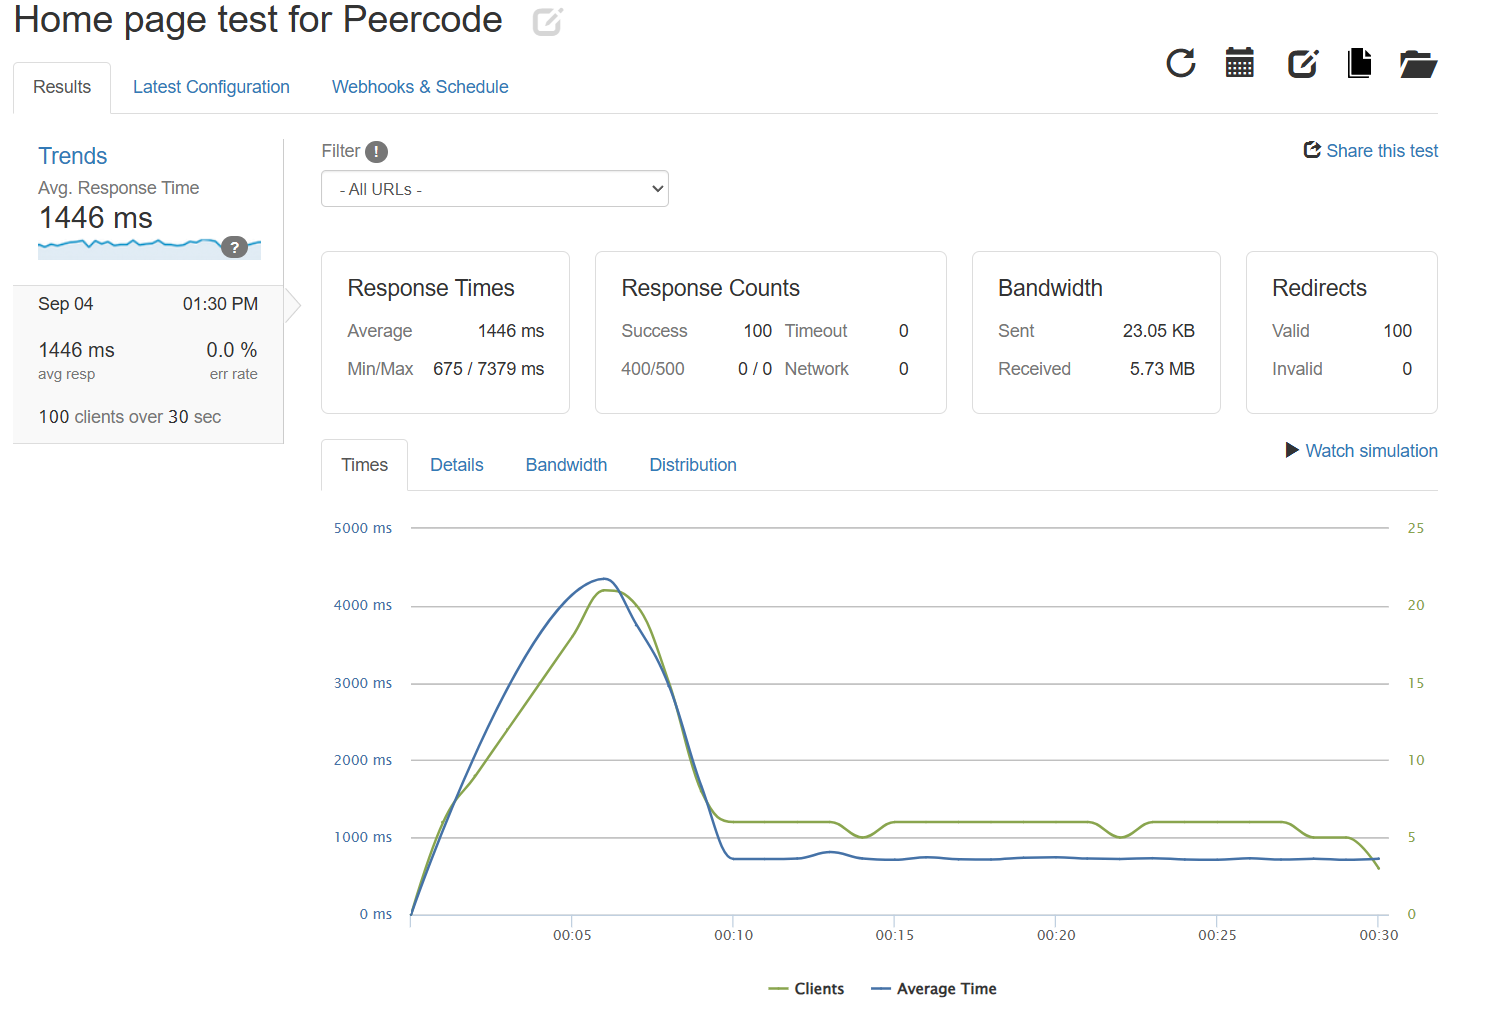 Home page test for Peercode
Results Latest Configuration Webhooks & Schedule
Trends
Avg. Response Time
1446 ms
?
Sep 04 01:30 PM
1446 ms 0.0 %
avg resp err rate
100 clients over 30 sec
Filter !
Share this test
- All URLs -
Response Times
Average 1446 ms
Min/Max 675 / 7379 ms
Response Counts
Success 100 Timeout 0
400/500 0 / 0 Network 0
Bandwidth
Sent 23.05 KB
Received 5.73 MB
Redirects
Valid 100
Invalid 0
Times Details Bandwidth Distribution
Watch simulation
5000 ms 25
4000 ms 20
3000 ms 15
2000 ms 10
1000 ms 5
0 ms 0
00:05 00:10 00:15 00:20 00:25 00:30
Clients Average Time